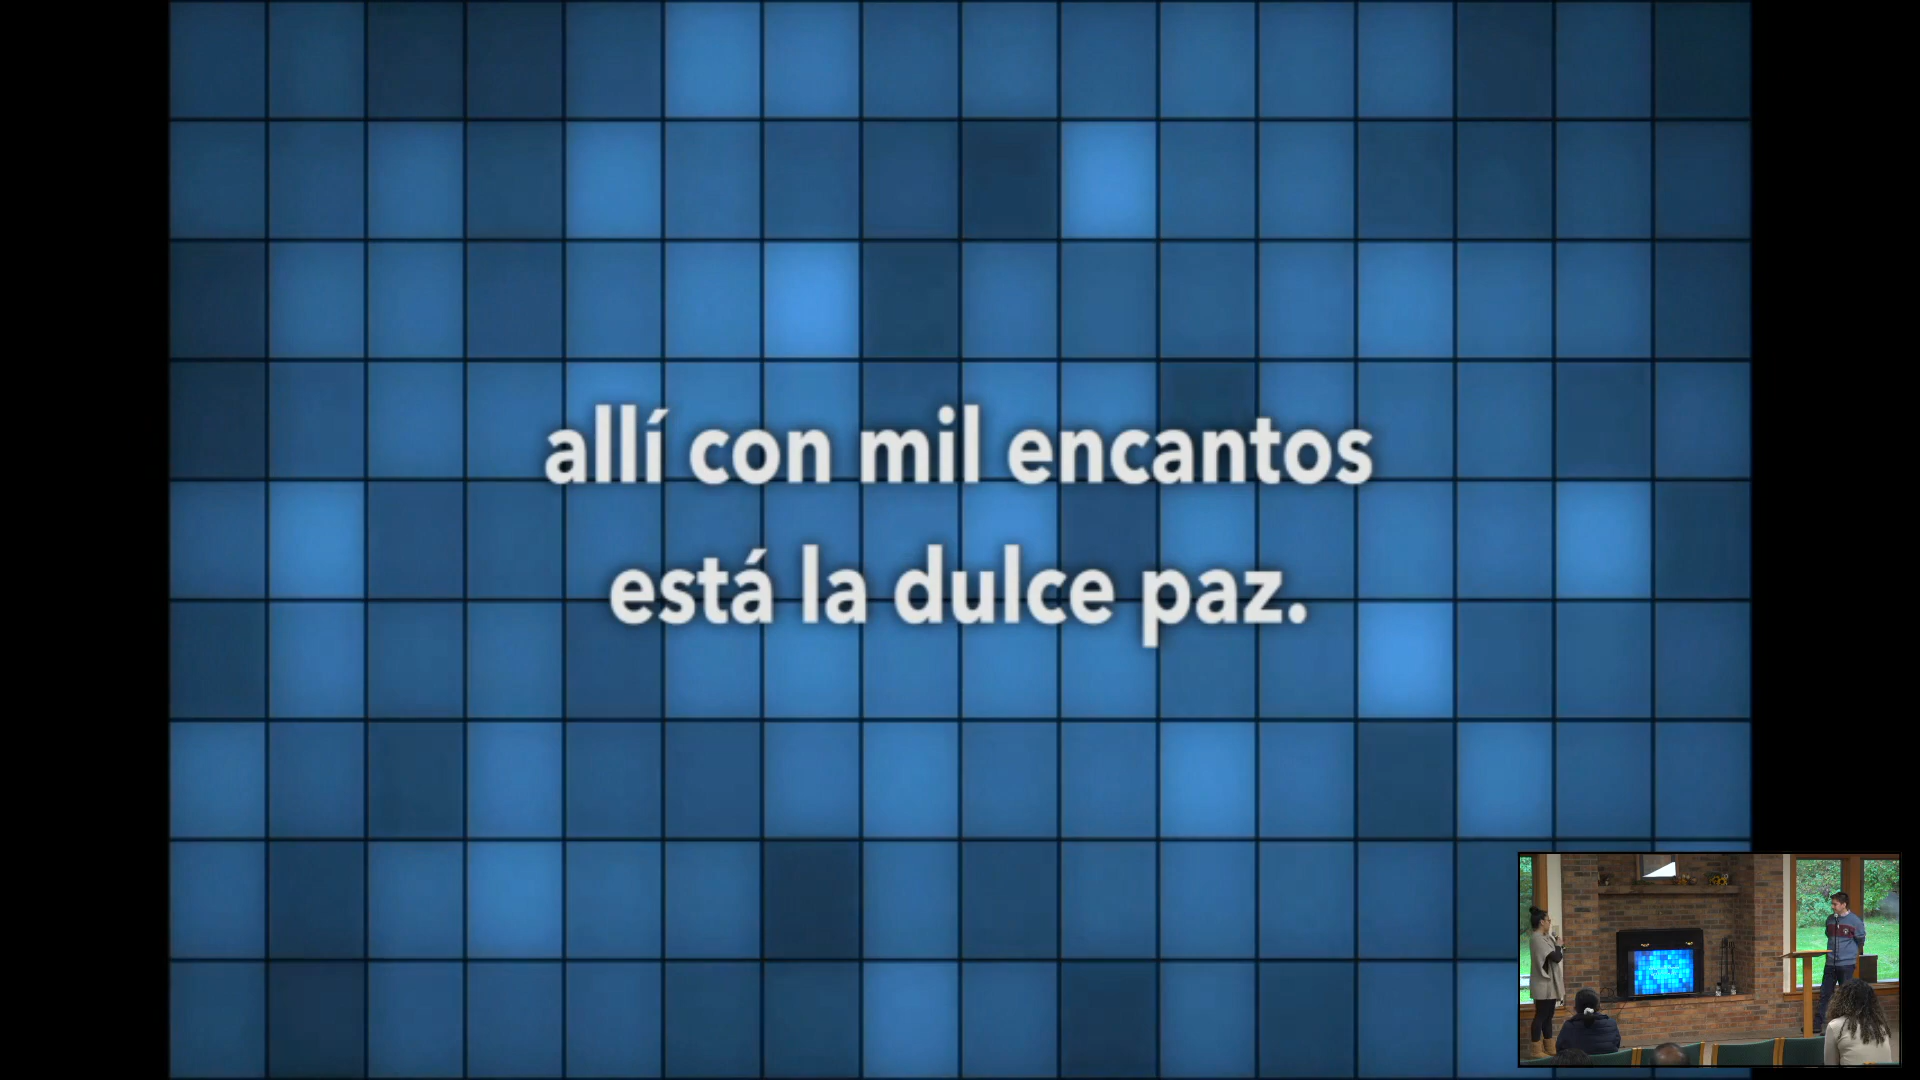 allí con mil encantos
está la dulce paz.